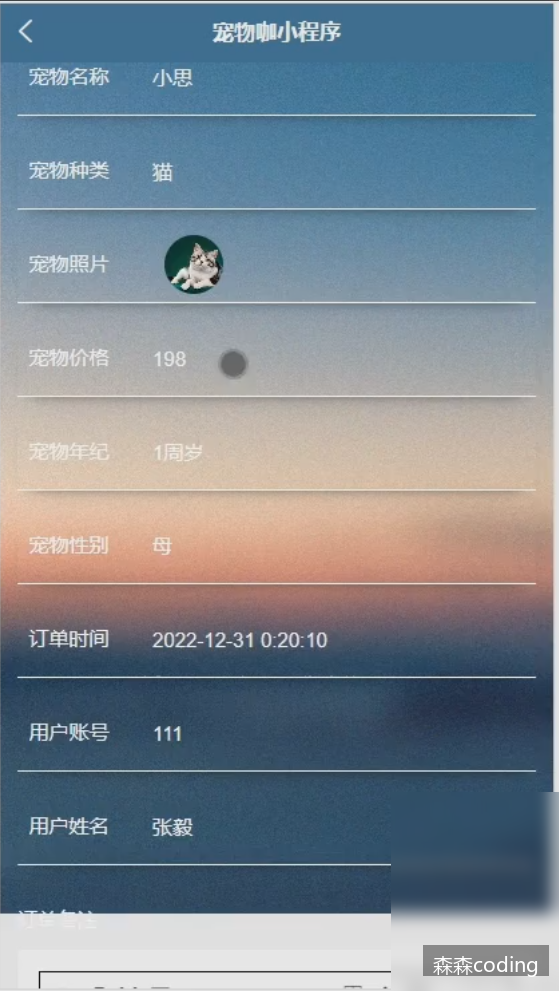 宠物咖小程序
宠物名称 小思
宠物种类 猫
宠物照片
宠物价格 198
宠物年纪 1周岁
宠物性别 母
订单时间 2022-12-31 0:20:10
用户账号 111
用户姓名 张毅
订单备注
森森coding